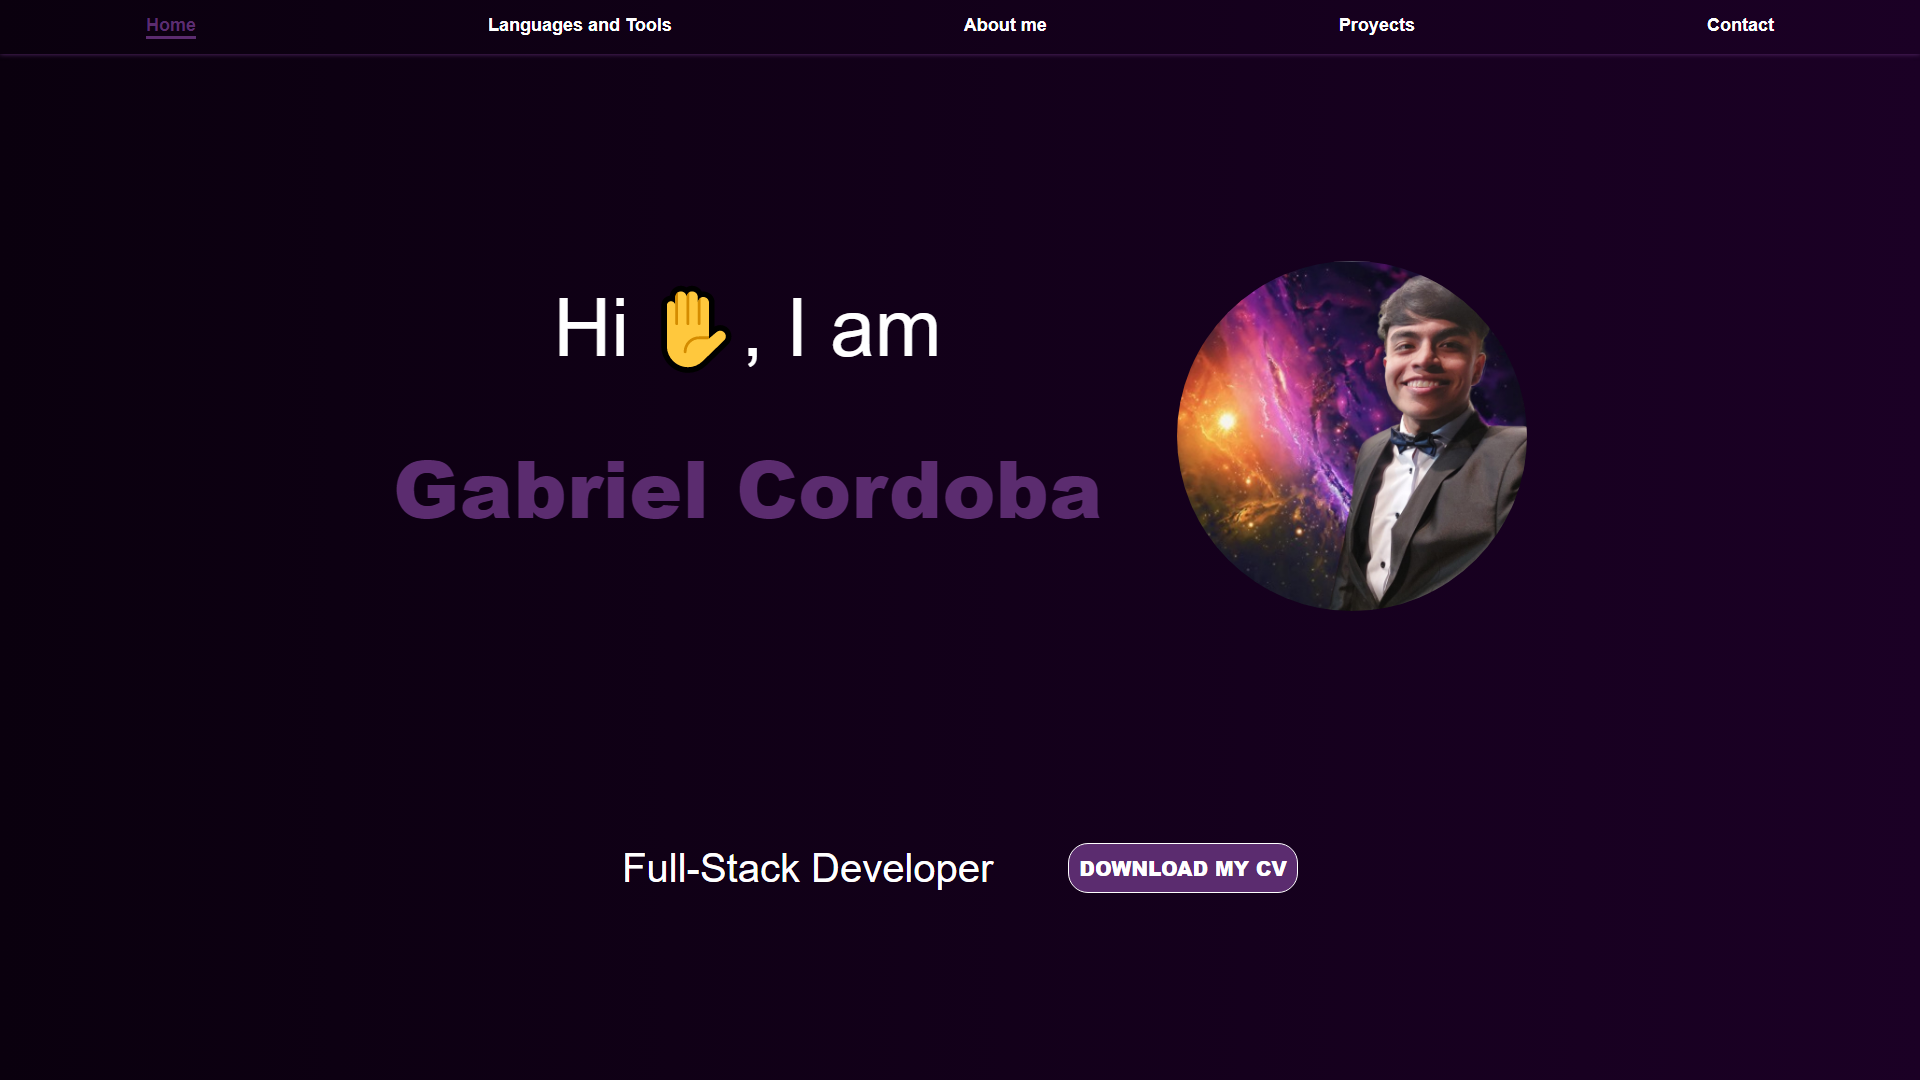 Home
Languages and Tools
About me
Proyects
Contact
Hi ✋, I am
Gabriel Cordoba
Full-Stack Developer
DOWNLOAD MY CV